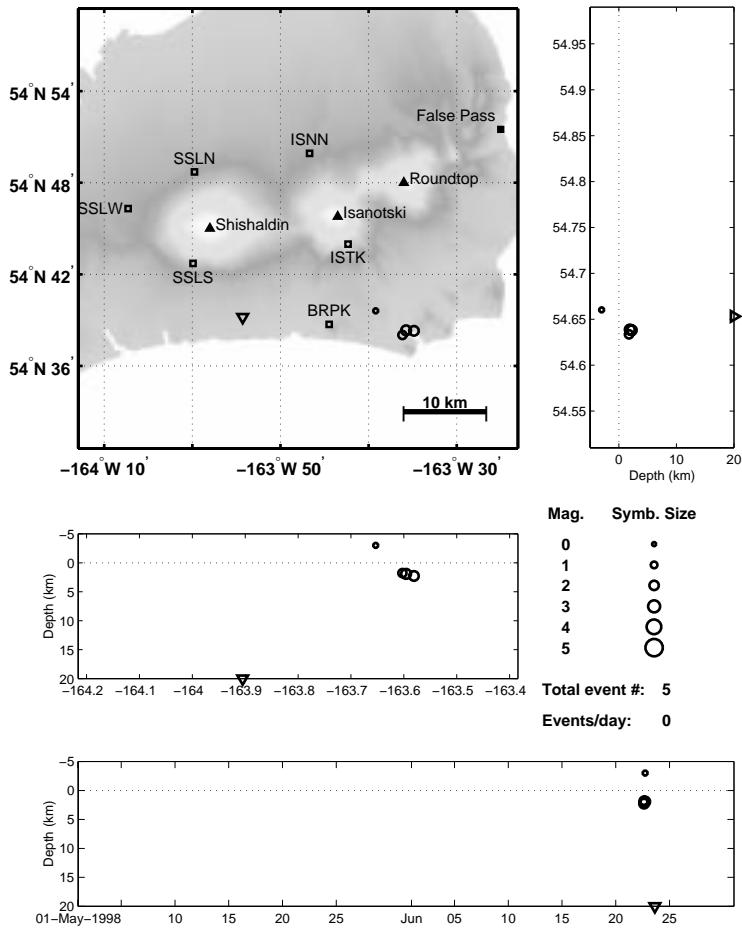 54°N 54'
54°N 48'
54°N 42'
54°N 36'
False Pass
ISNN
SSLN
Roundtop
SSLW
Isanotski
Shishaldin
ISTK
SSLS
BRPK
10 km
−164°W 10'
−163°W 50'
−163°W 30'
54.95
54.9
54.85
54.8
54.75
54.7
54.65
54.6
54.55
0 10 20
Depth (km)
−5
0
5
10
15
20
Depth (km)
−164.2 −164.1 −164 −163.9 −163.8 −163.7 −163.6 −163.5 −163.4
Mag. Symb. Size
0
1
2
3
4
5
Total event #: 5
Events/day: 0
−5
0
5
10
15
20
Depth (km)
01−May−1998 10 15 20 25 Jun 05 10 15 20 25